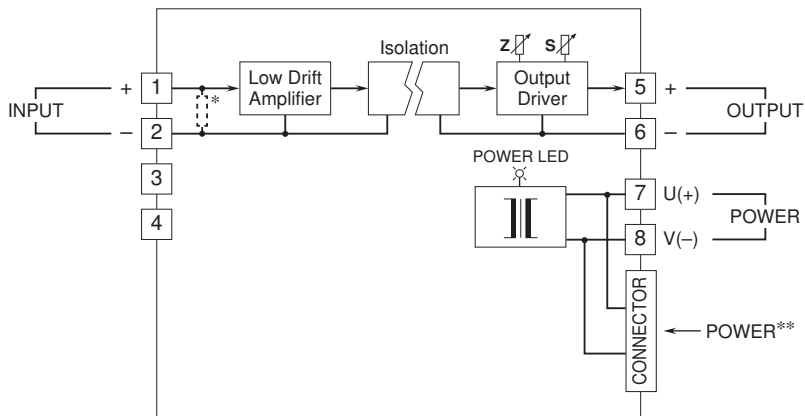 Isolation
Z
S
INPUT
+
1
*
Low Drift
Amplifier
Output
Driver
5
+
OUTPUT
–
2
6
–
3
4
POWER LED
7
U(+)
POWER
8
V(–)
CONNECTOR
POWER**